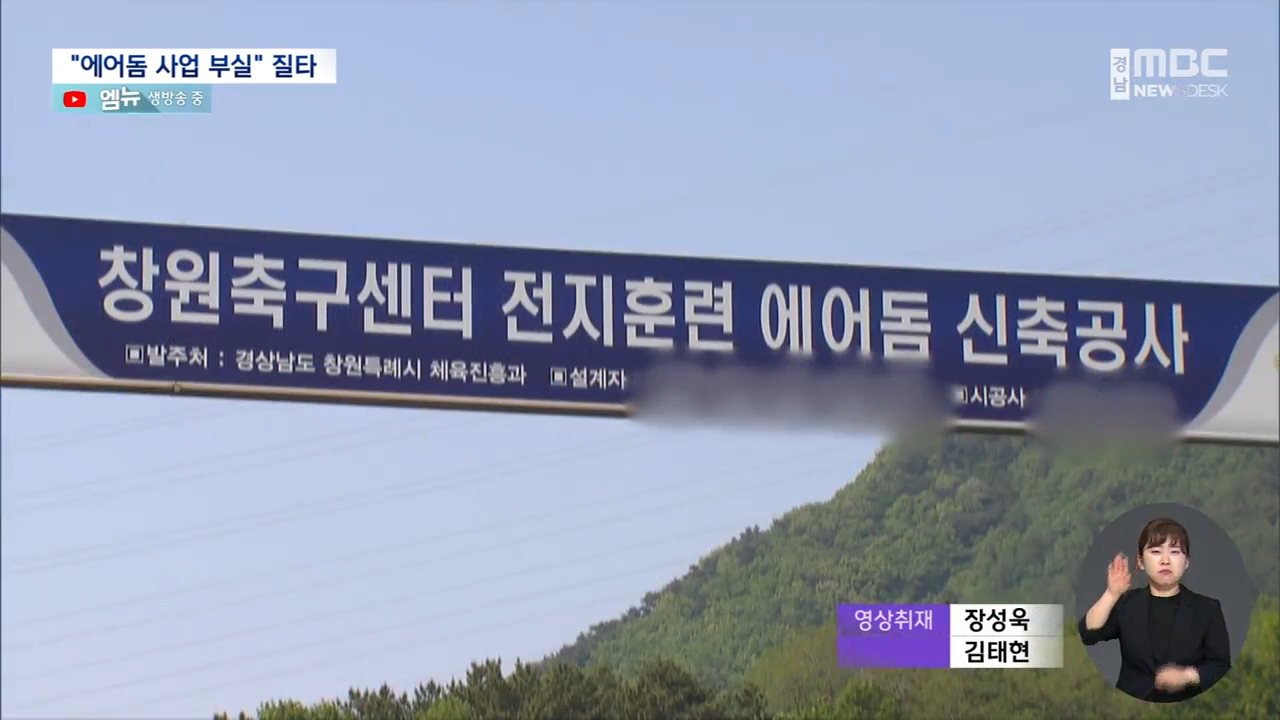 "에어돔 사업 부실" 질타
엠뉴 생방송 중
경남 MBC
NEWSDESK
창원축구센터 전지훈련 에어돔 신축공사
▣발주처 : 경상남도 창원특례시 체육진흥과 ▣설계자
▣시공사
영상취재 장성욱
김태현